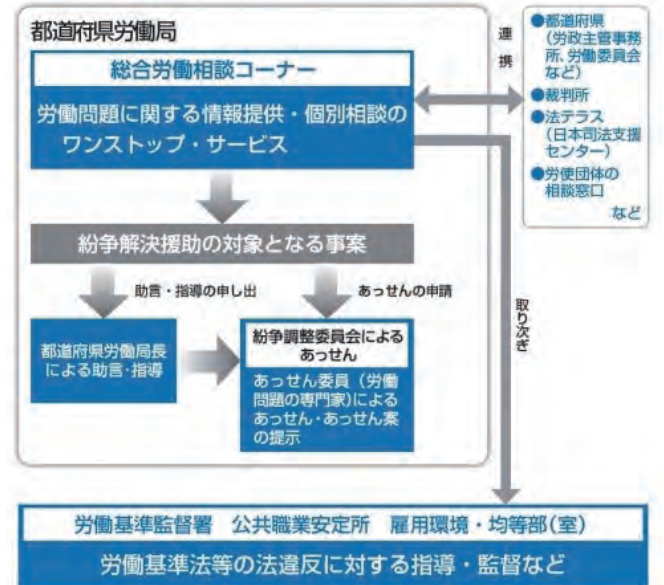 都道府県労働局
総合労働相談コーナー
労働問題に関する情報提供・個別相談の
ワンストップ・サービス
連携
●都道府県
(労政主管事務
所、労働委員会
など)
●裁判所
●法テラス
(日本司法支援
センター)
●労使団体の
相談窓口
など
紛争解決援助の対象となる事案
助言・指導の申し出
あっせんの申請
取り次ぎ
都道府県労働局長
による助言・指導
紛争調整委員会による
あっせん
あっせん委員(労働
問題の専門家)による
あっせん・あっせん案
の提示
労働基準監督署 公共職業安定所 雇用環境・均等部(室)
労働基準法等の法違反に対する指導・監督など